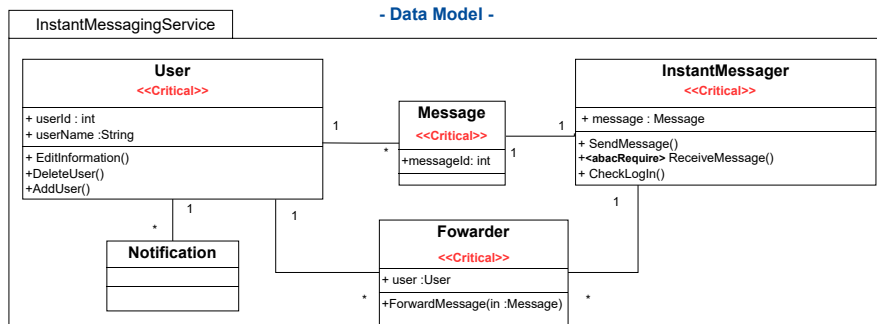 - Data Model -
InstantMessagingService
User
<<Critical>>
+ userId : int
+ userName :String
+ EditInformation()
+DeleteUser()
+AddUser()
1
*
Message
<<Critical>>
+messageId: int
1
1
InstantMessager
<<Critical>>
+ message : Message
+ SendMessage()
+<abacRequire> ReceiveMessage()
+ CheckLogIn()
1
*
Notification
1
*
Fowarder
<<Critical>>
+ user :User
+ForwardMessage(in :Message)
1
*